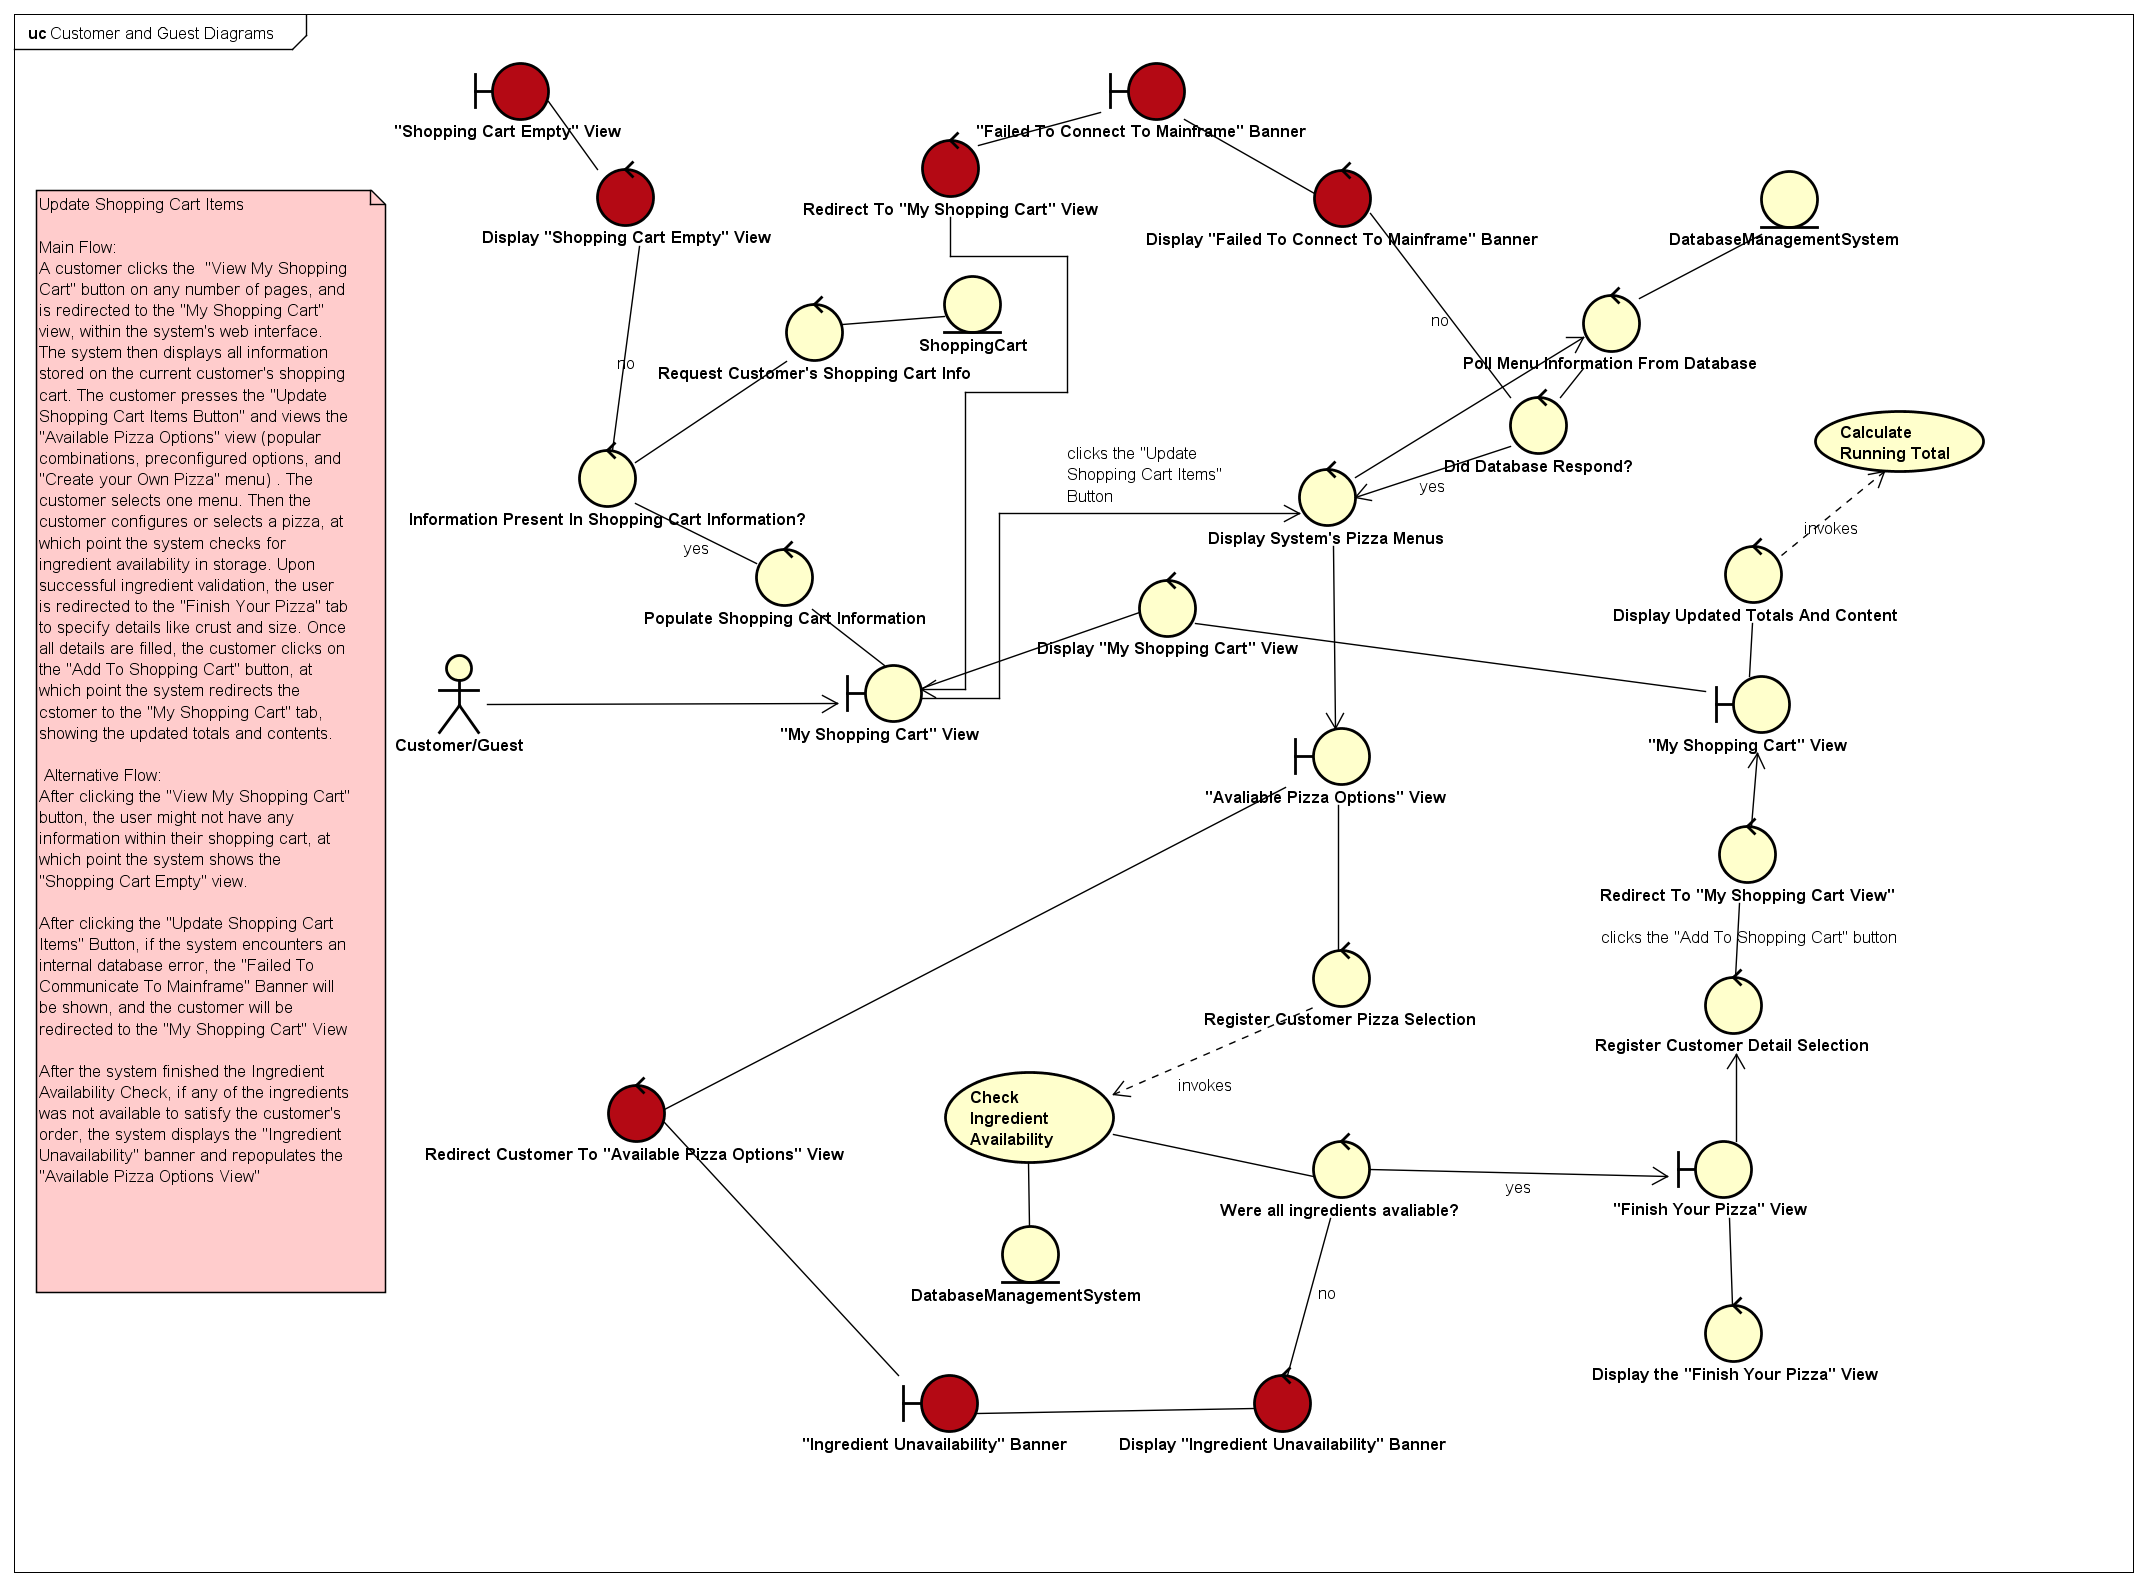 uc Customer and Guest Diagrams
"Shopping Cart Empty" View
"Failed To Connect To Mainframe" Banner
Redirect To "My Shopping Cart" View
Display "Shopping Cart Empty" View
Display "Failed To Connect To Mainframe" Banner
DatabaseManagementSystem
Update Shopping Cart Items
Main Flow:
A customer clicks the  "View My Shopping
Cart" button on any number of pages, and
is redirected to the "My Shopping Cart"
view, within the system's web interface.
The system then displays all information
stored on the current customer's shopping
cart. The customer presses the "Update
Shopping Cart Items Button" and views the
"Available Pizza Options" view (popular
combinations, preconfigured options, and
"Create your Own Pizza" menu) . The
customer selects one menu. Then the
customer configures or selects a pizza, at
which point the system checks for
ingredient availability in storage. Upon
successful ingredient validation, the user
is redirected to the "Finish Your Pizza" tab
to specify details like crust and size. Once
all details are filled, the customer clicks on
the "Add To Shopping Cart" button, at
which point the system redirects the
cstomer to the "My Shopping Cart" tab,
showing the updated totals and contents.
Alternative Flow:
After clicking the "View My Shopping Cart"
button, the user might not have any
information within their shopping cart, at
which point the system shows the
"Shopping Cart Empty" view.
After clicking the "Update Shopping Cart
Items" Button, if the system encounters an
internal database error, the "Failed To
Communicate To Mainframe" Banner will
be shown, and the customer will be
redirected to the "My Shopping Cart" View
After the system finished the Ingredient
Availability Check, if any of the ingredients
was not available to satisfy the customer's
order, the system displays the "Ingredient
Unavailability" banner and repopulates the
"Available Pizza Options View"
no
ShoppingCart
no
Request Customer's Shopping Cart Info
Poll Menu Information From Database
Calculate
Running Total
clicks the "Update
Shopping Cart Items"
Button
Did Database Respond?
yes
Information Present In Shopping Cart Information?
yes
Display System's Pizza Menus
invokes
Populate Shopping Cart Information
Display "My Shopping Cart" View
Display Updated Totals And Content
Customer/Guest
"My Shopping Cart" View
"My Shopping Cart" View
"Avaliable Pizza Options" View
Redirect To "My Shopping Cart View"
clicks the "Add To Shopping Cart" button
Register Customer Pizza Selection
Register Customer Detail Selection
invokes
Check
Ingredient
Availability
Redirect Customer To "Available Pizza Options" View
Were all ingredients avaliable?
yes
"Finish Your Pizza" View
DatabaseManagementSystem
no
Display the "Finish Your Pizza" View
"Ingredient Unavailability" Banner
Display "Ingredient Unavailability" Banner